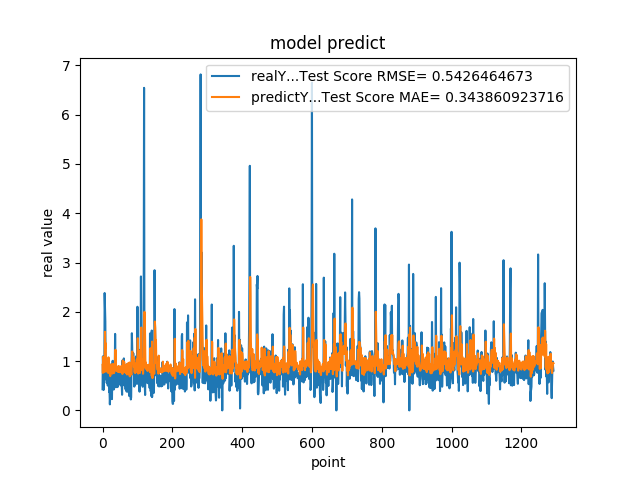 model predict
realY...Test Score RMSE= 0.5426464673
predictY...Test Score MAE= 0.343860923716
7
6
5
4
3
2
1
0
real value
0 200 400 600 800 1000 1200
point